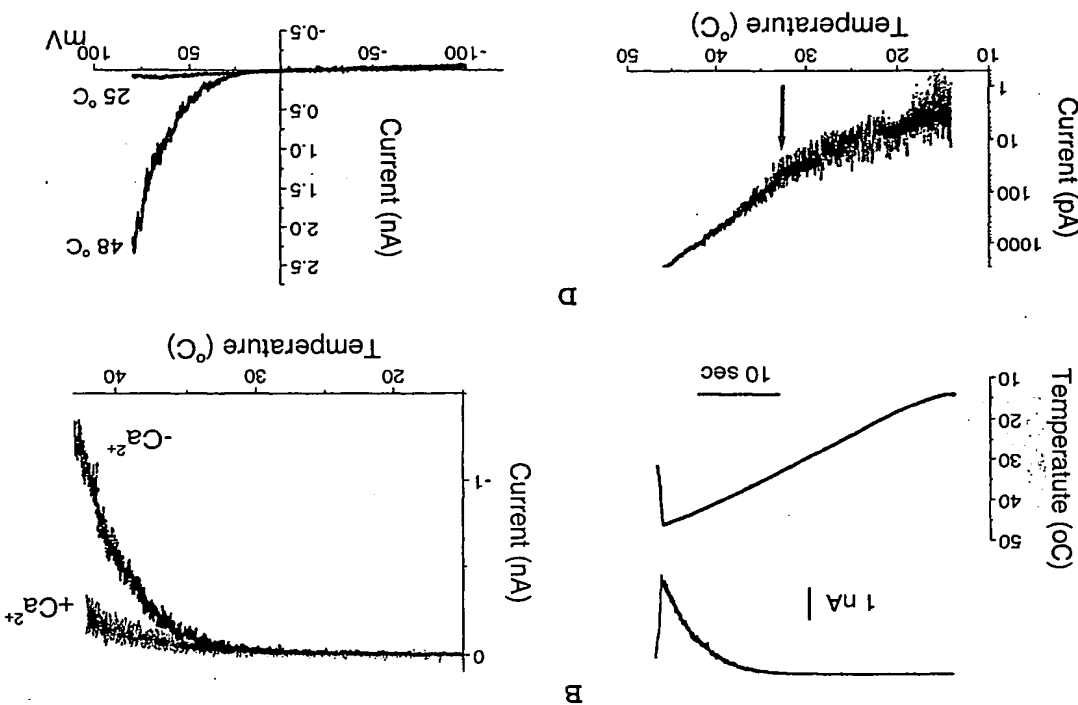 B
1 nA
Temperatute (oC)
50
40
30
20
10
10 sec
0
-1
Current (nA)
+Ca²⁺
-Ca²⁺
20 30 40
Temperature (°C)
D
Current (pA)
1000
100
10
1
10 20 40 50
Temperature (°C)
Current (nA)
2.5
2.0
1.5
1.0
0.5
-0.5
48 °C
25 °C
-100 -50 50 100
mV